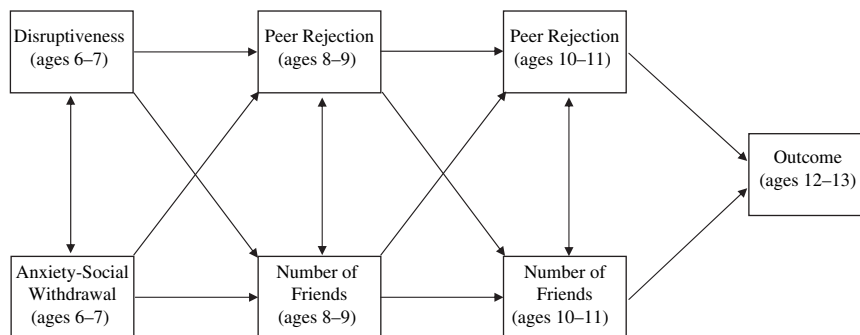 Disruptiveness
(ages 6–7)
Peer Rejection
(ages 8–9)
Peer Rejection
(ages 10–11)
Outcome
(ages 12–13)
Anxiety-Social
Withdrawal
(ages 6–7)
Number of
Friends
(ages 8–9)
Number of
Friends
(ages 10–11)